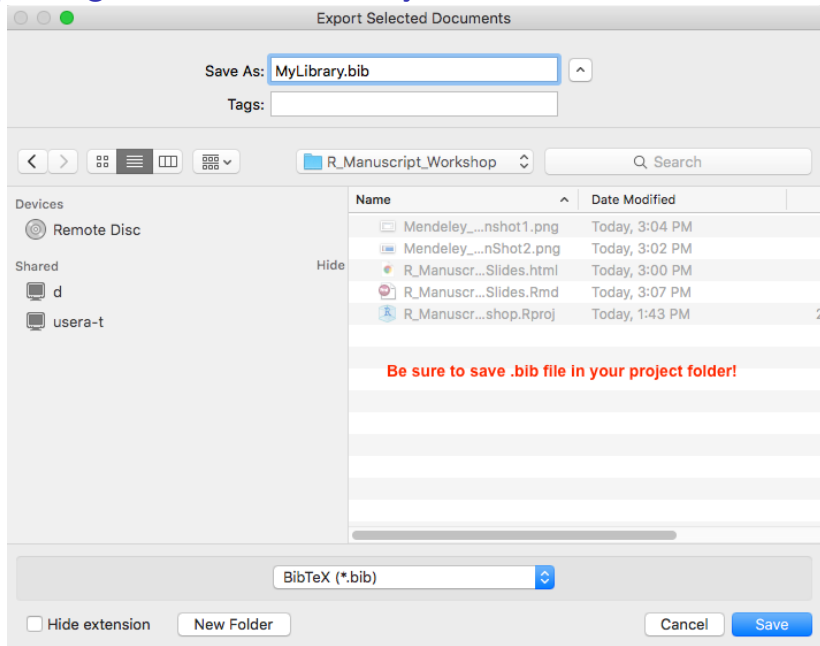 Export Selected Documents
Save As: MyLibrary.bib
Tags:
R_Manuscript_Workshop
Search
Devices
Remote Disc
Shared Hide
d
usera-t
Name Date Modified
Mendeley_...nshot1.png Today, 3:04 PM
Mendeley_...nShot2.png Today, 3:02 PM
R_Manuscr...Slides.html Today, 3:00 PM
R_Manuscr...Slides.Rmd Today, 3:07 PM
R_Manuscr...shop.Rproj Today, 1:43 PM
Be sure to save .bib file in your project folder!
BibTeX (*.bib)
Hide extension New Folder Cancel Save